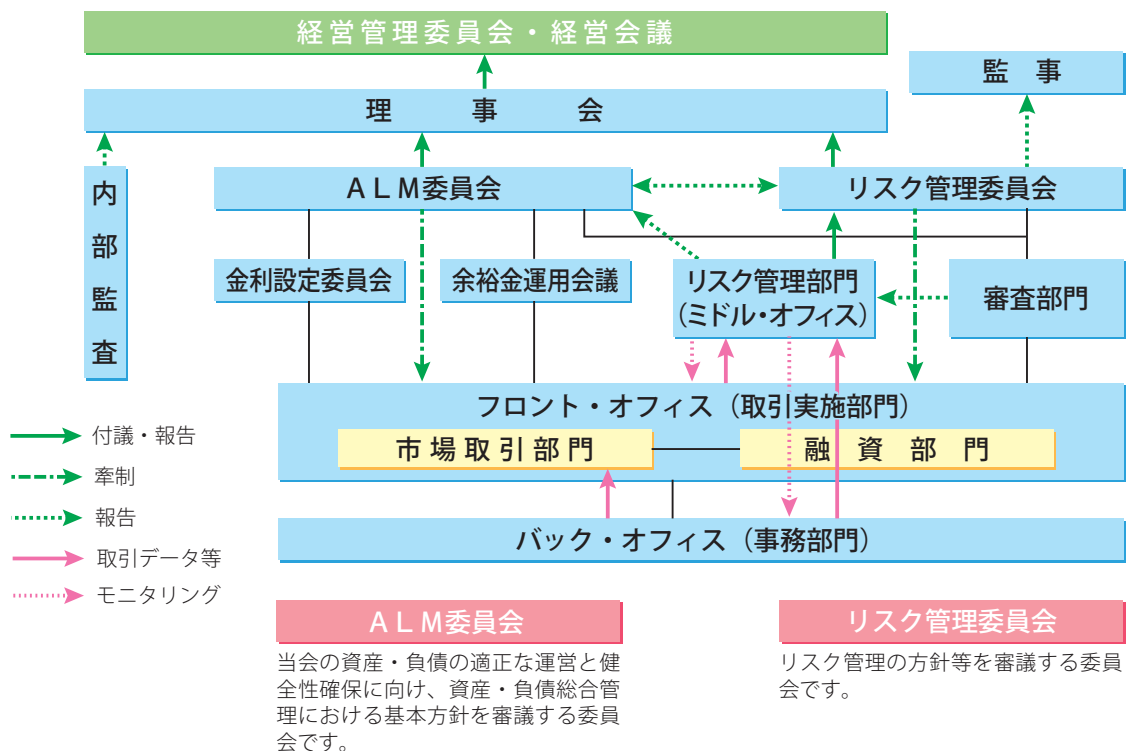 経営管理委員会・経営会議
監事
理事会
内部監査
ALM委員会
リスク管理委員会
金利設定委員会
余裕金運用会議
リスク管理部門
(ミドル・オフィス)
審査部門
フロント・オフィス(取引実施部門)
市場取引部門
融資部門
バック・オフィス(事務部門)
付議・報告
牽制
報告
取引データ等
モニタリング
ALM委員会
当会の資産・負債の適正な運営と健
全性確保に向け、資産・負債総合管
理における基本方針を審議する委員
会です。
リスク管理委員会
リスク管理の方針等を審議する委員
会です。